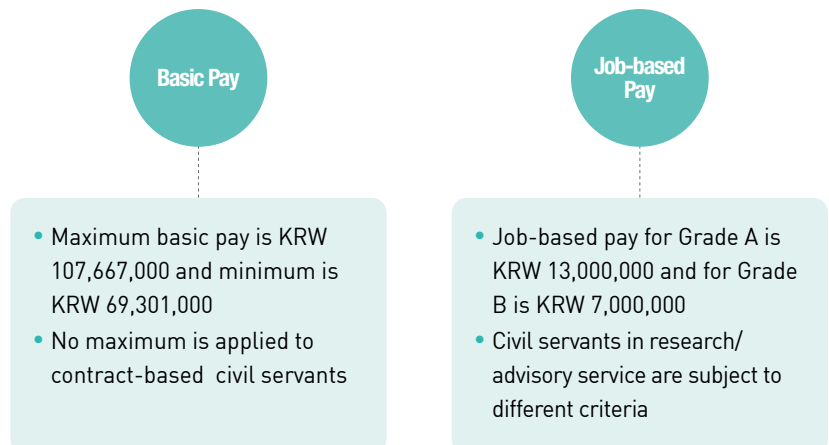 Basic Pay
• Maximum basic pay is KRW
107,667,000 and minimum is
KRW 69,301,000
• No maximum is applied to
contract-based civil servants
Job-based
Pay
• Job-based pay for Grade A is
KRW 13,000,000 and for Grade
B is KRW 7,000,000
• Civil servants in research/
advisory service are subject to
different criteria